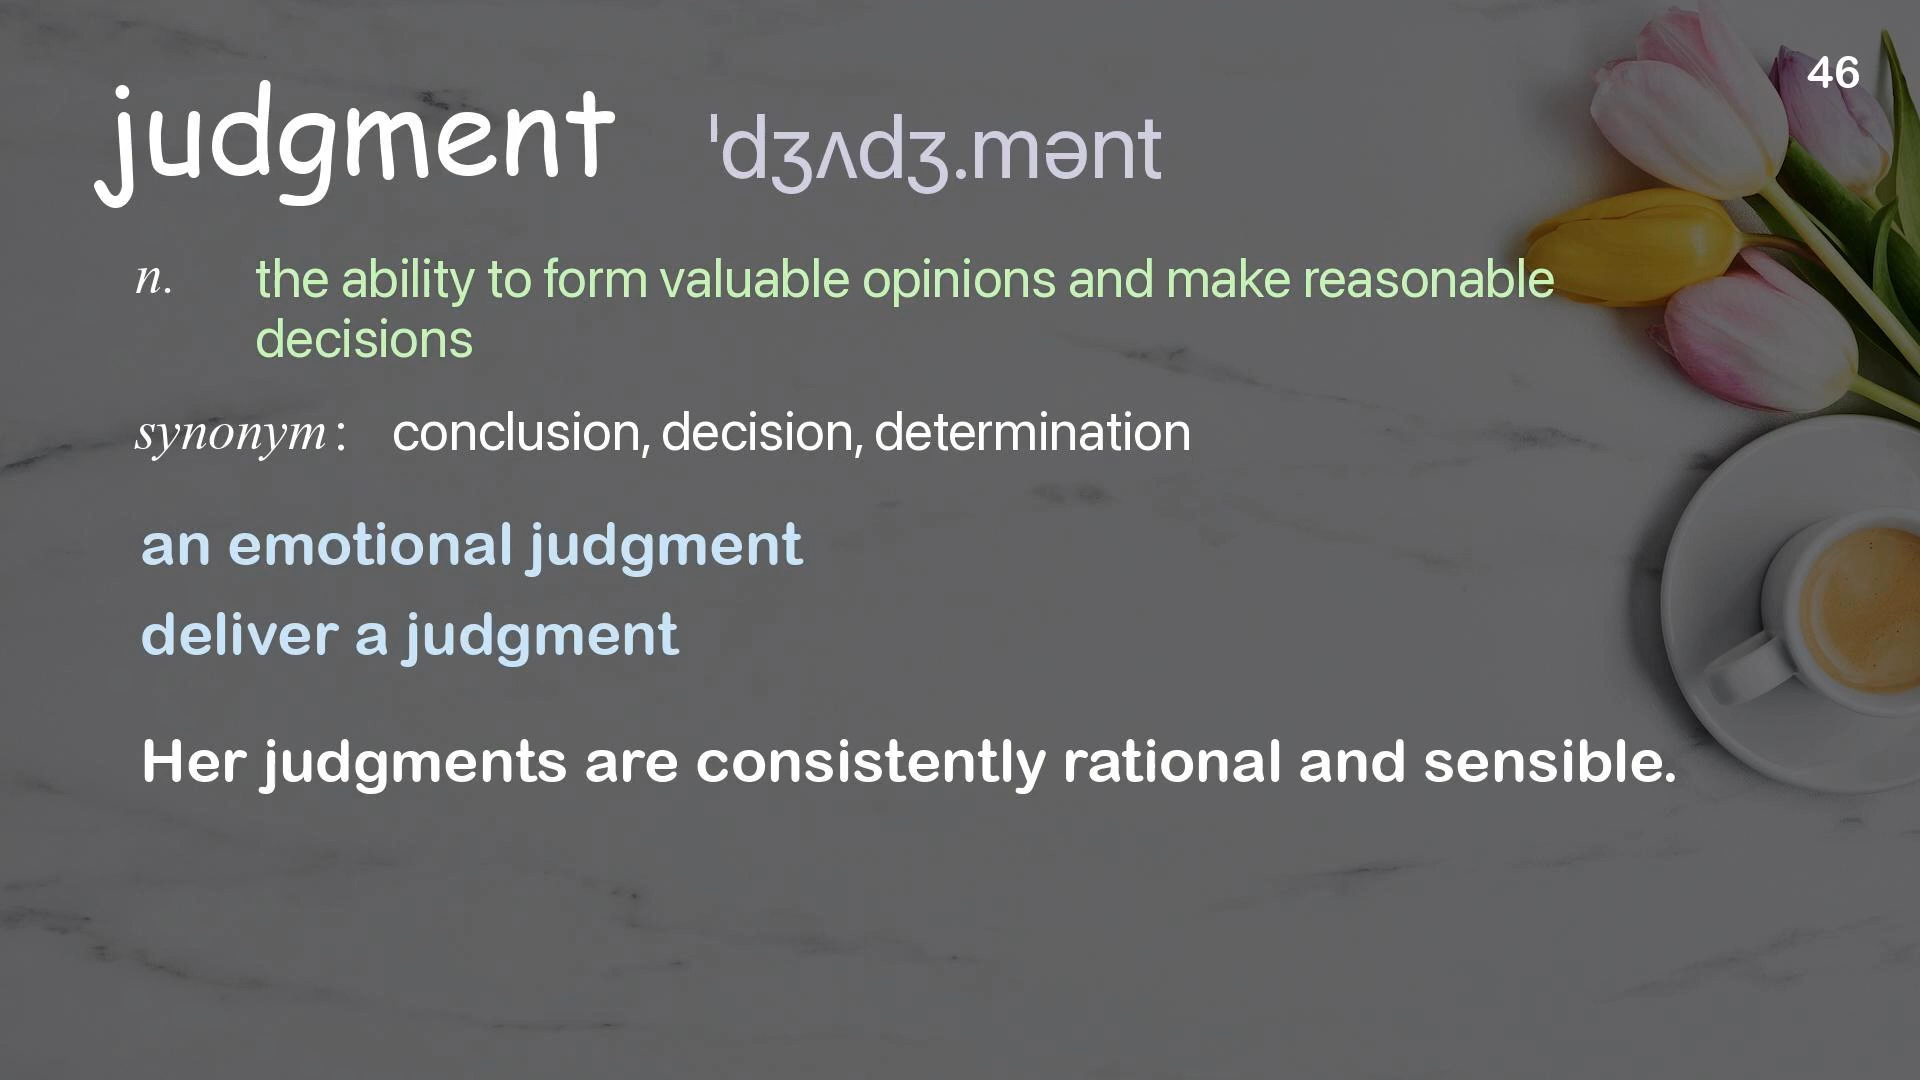 46
judgment ˈdʒʌdʒ.mənt
n. the ability to form valuable opinions and make reasonable
decisions
synonym: conclusion, decision, determination
an emotional judgment
deliver a judgment
Her judgments are consistently rational and sensible.